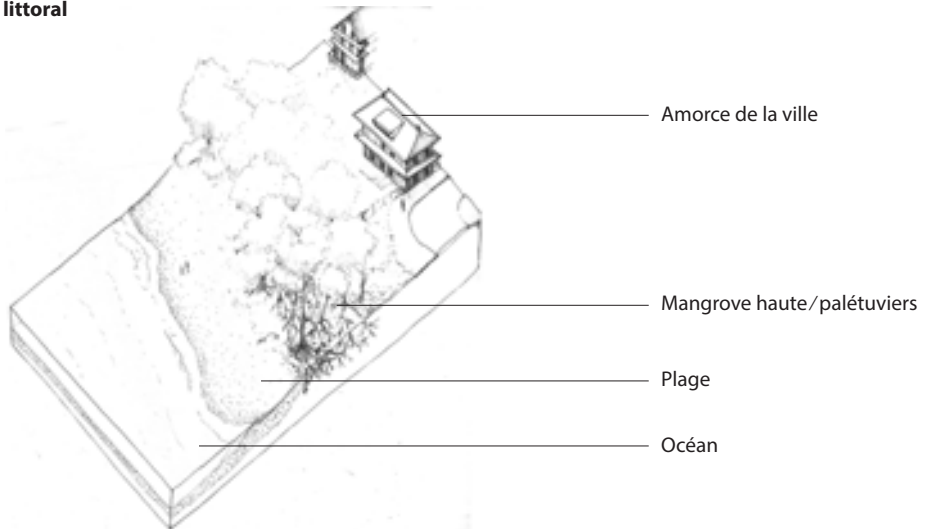 littoral
Amorce de la ville
Mangrove haute/palétuviers
Plage
Océan